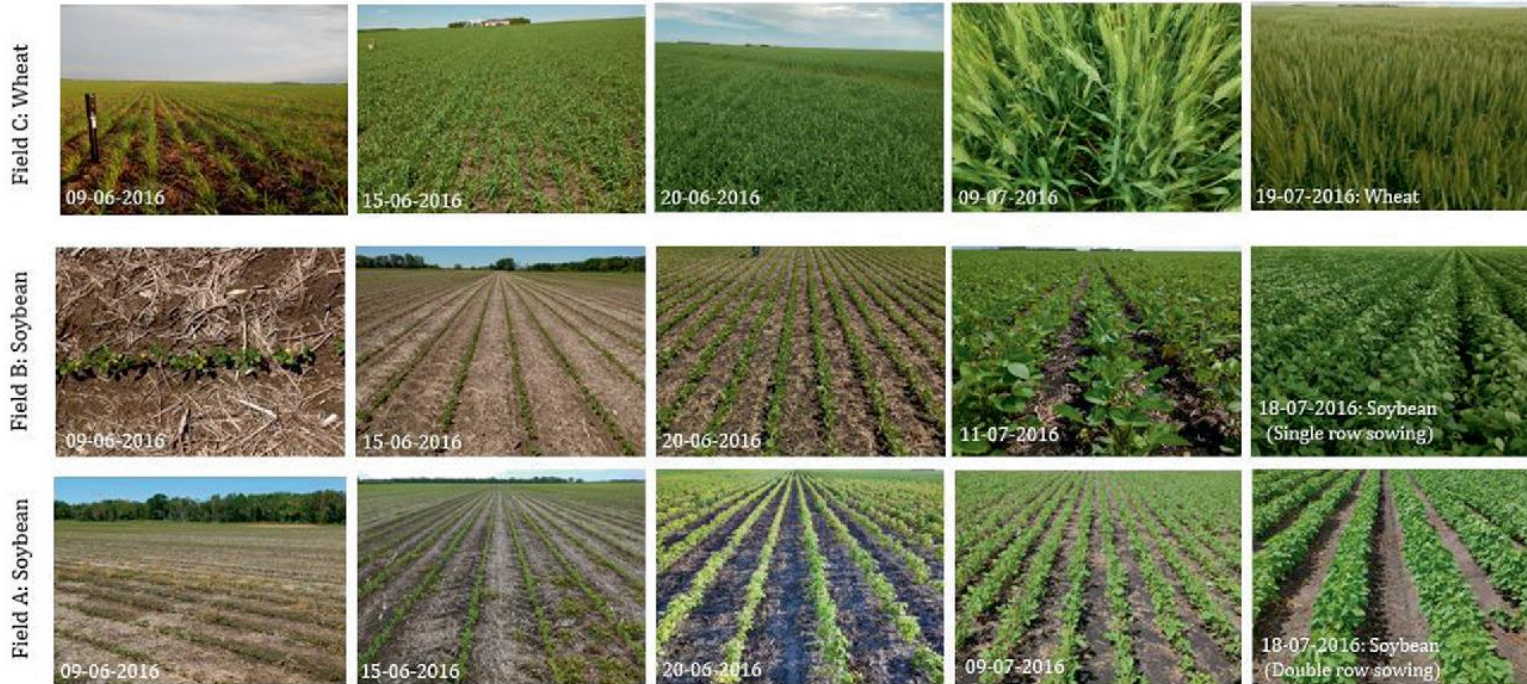 Field C: Wheat
09-06-2016
15-06-2016
20-06-2016
09-07-2016
19-07-2016: Wheat
Field B: Soybean
09-06-2016
15-06-2016
20-06-2016
11-07-2016
18-07-2016: Soybean
(Single row sowing)
Field A: Soybean
09-06-2016
15-06-2016
20-06-2016
09-07-2016
18-07-2016: Soybean
(Double row sowing)